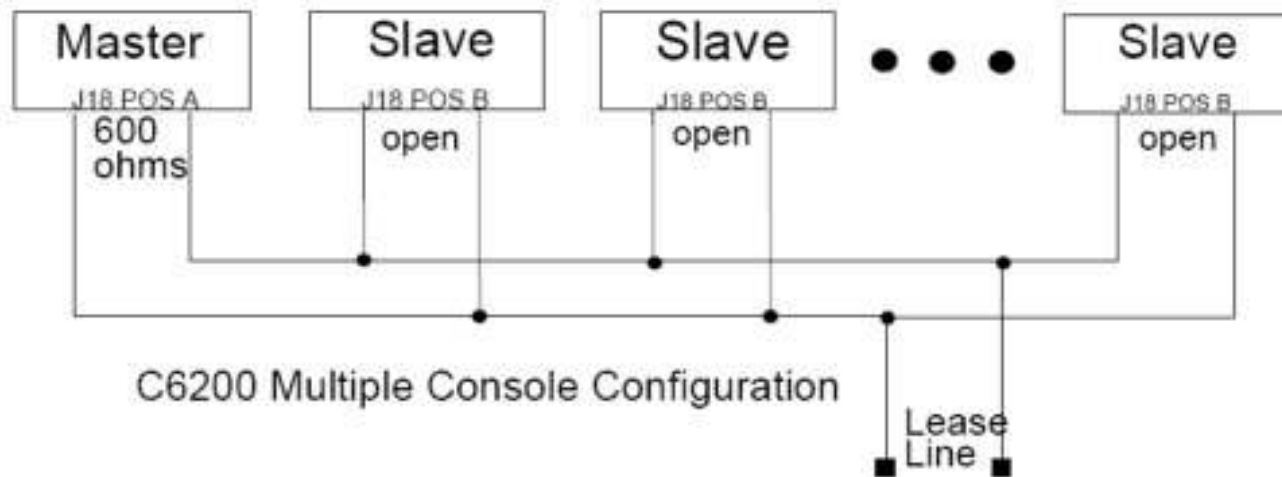 Master
J18 POS A
600
ohms
Slave
J18 POS B
open
Slave
J18 POS B
open
Slave
J18 POS B
open
C6200 Multiple Console Configuration
Lease
Line